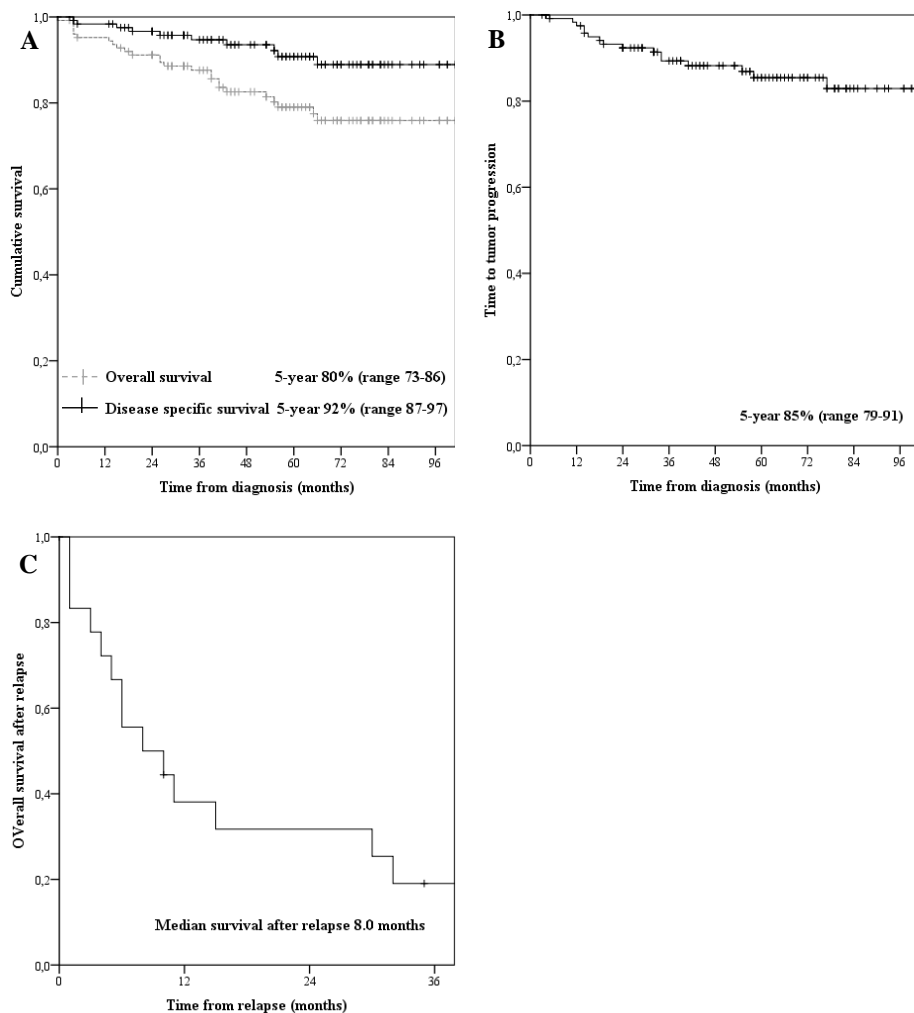 A
Cumulative survival
1,0
0,8
0,6
0,4
0,2
0,0
Overall survival 5-year 80% (range 73-86)
Disease specific survival 5-year 92% (range 87-97)
0 12 24 36 48 60 72 84 96
Time from diagnosis (months)
B
Time to tumor progression
1,0
0,8
0,6
0,4
0,2
0,0
5-year 85% (range 79-91)
0 12 24 36 48 60 72 84 96
Time from diagnosis (months)
C
OVerall survival after relapse
1,0
0,8
0,6
0,4
0,2
0,0
Median survival after relapse 8.0 months
0 12 24 36
Time from relapse (months)